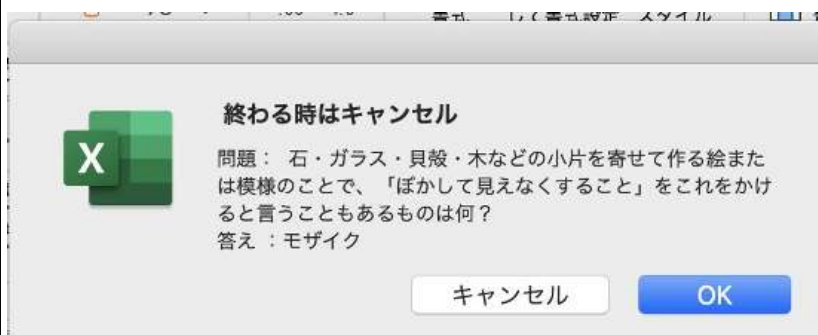 終わる時はキャンセル
問題： 石・ガラス・貝殻・木などの小片を寄せて作る絵また
は模様のことで、「ぼかして見えなくすること」をこれをかけ
ると言うこともあるものは何？
答え ：モザイク
キャンセル
OK